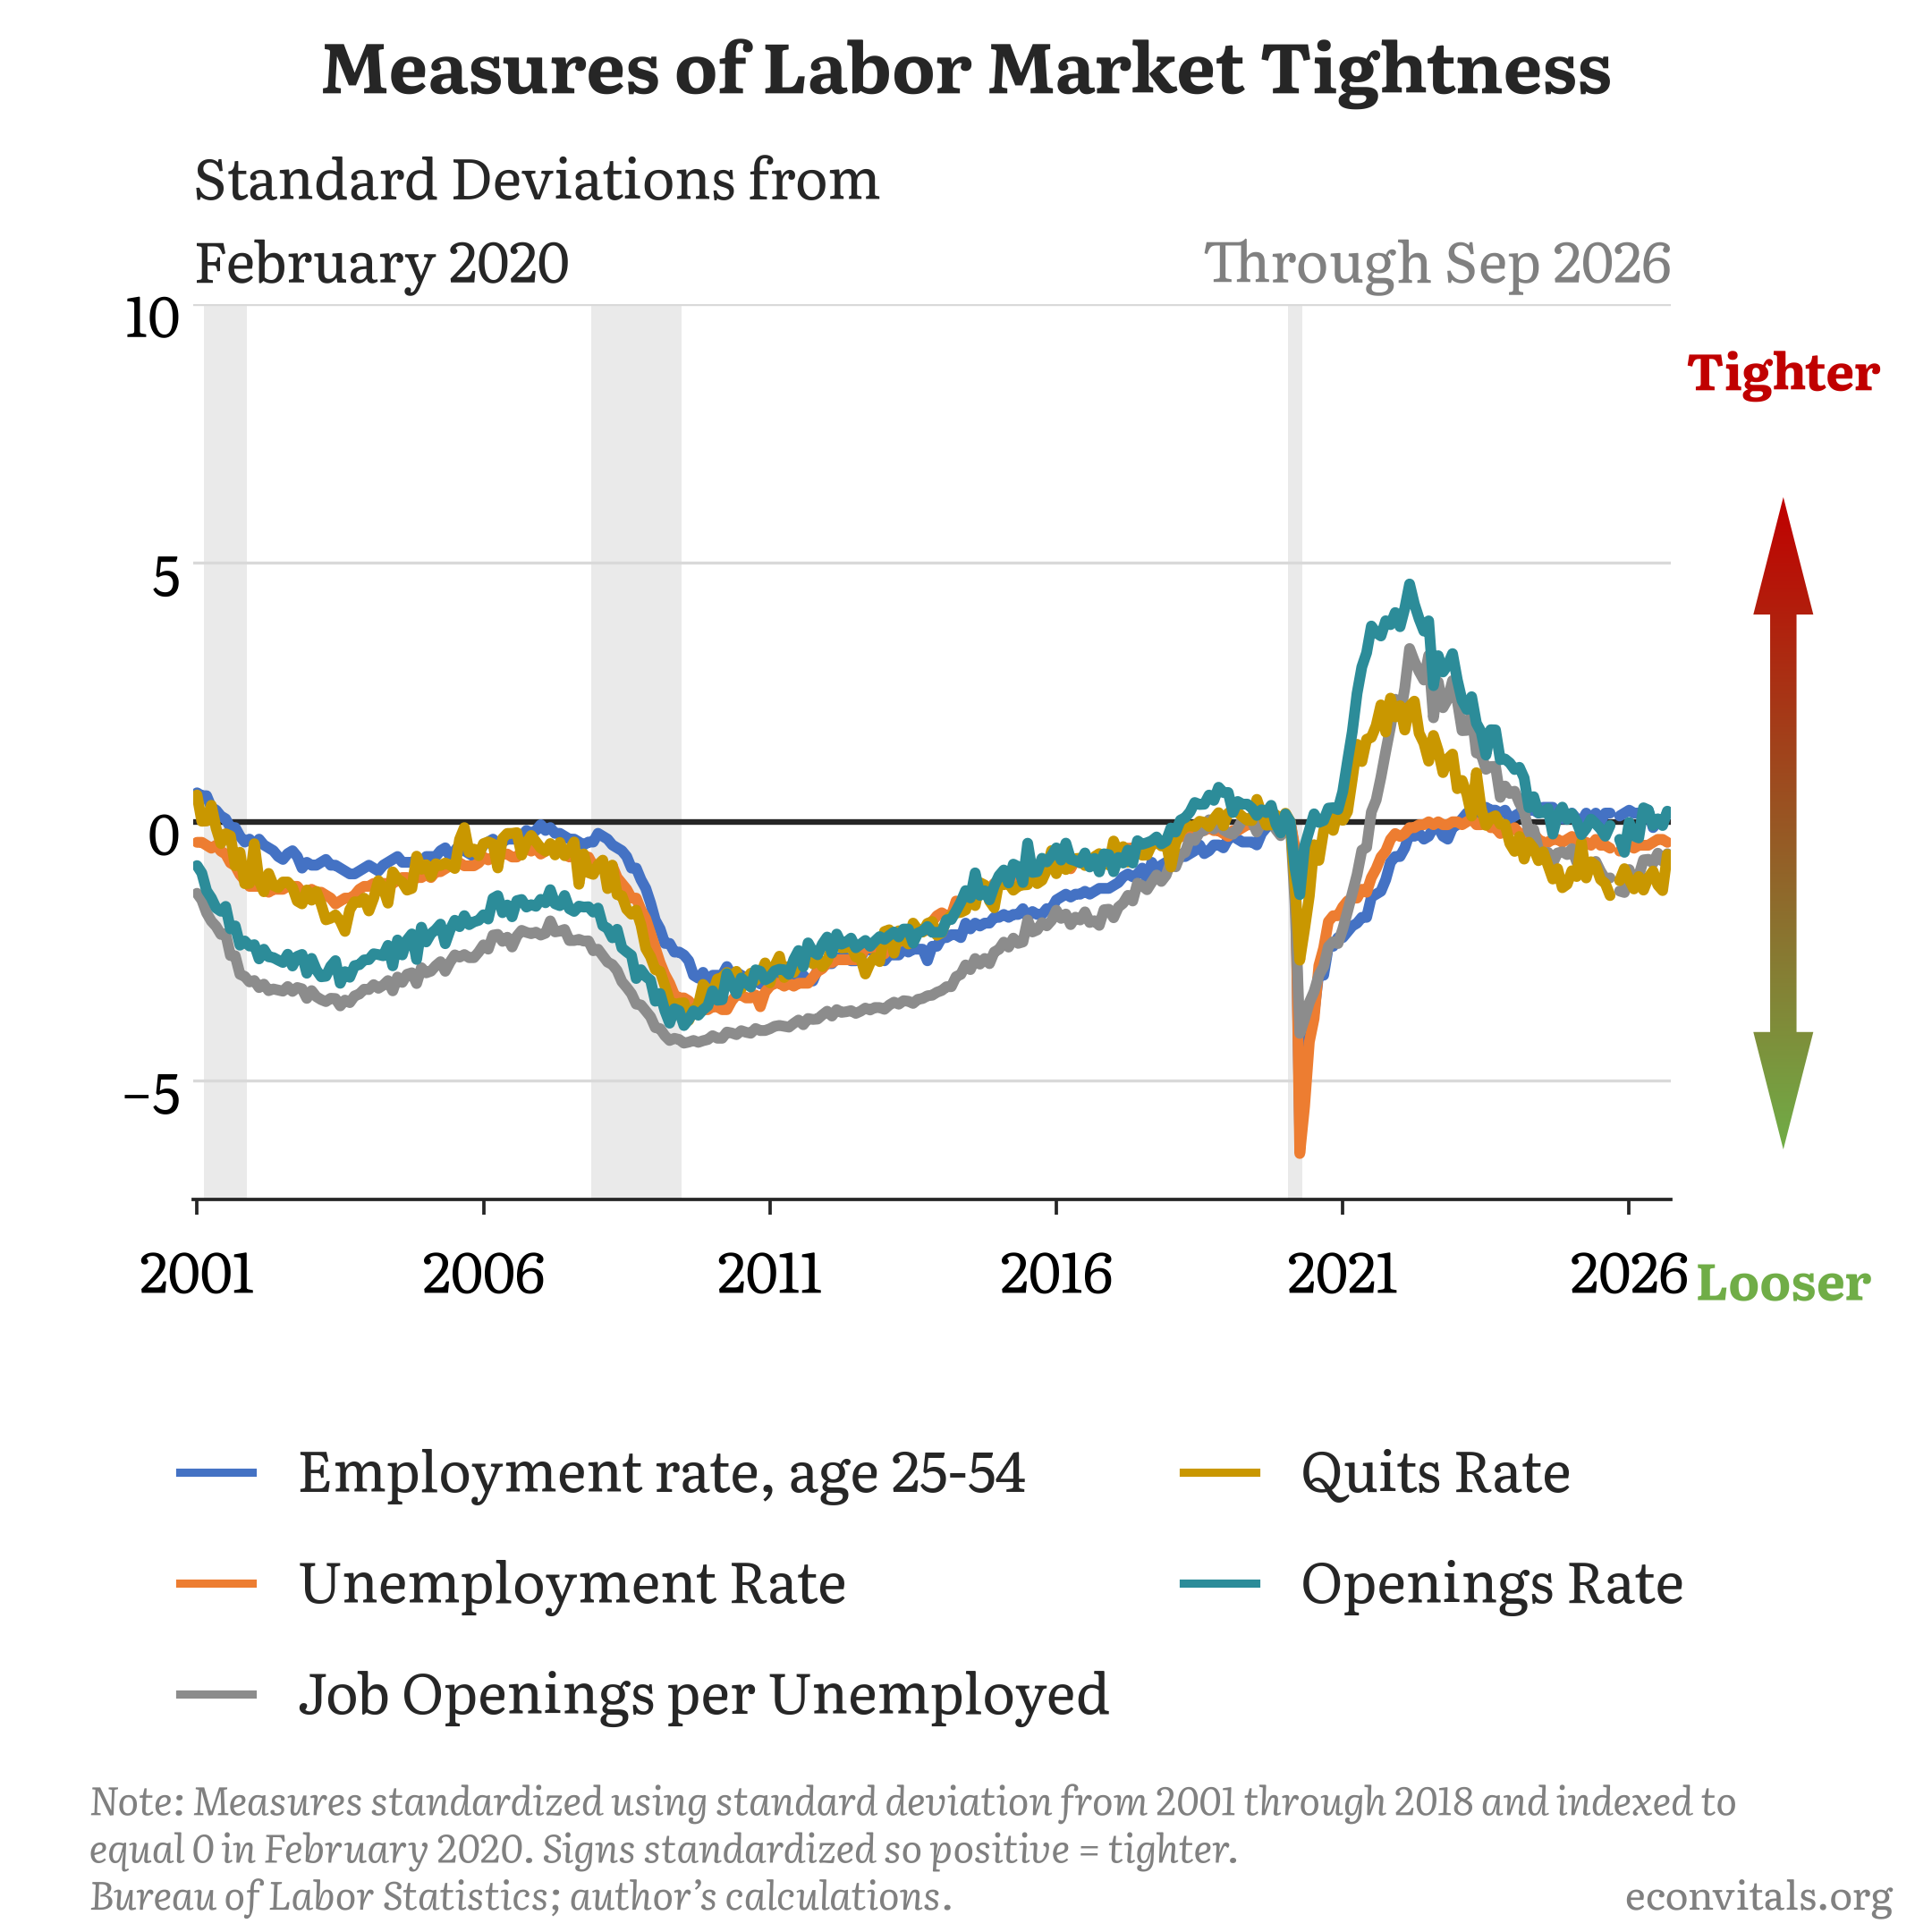 Measures of Labor Market Tightness
Standard Deviations from
February 2020
Through Sep 2026
10
Tighter
5
0
−5
2001
2006
2011
2016
2021
2026
Looser
Employment rate, age 25-54
Quits Rate
Unemployment Rate
Openings Rate
Job Openings per Unemployed
Note: Measures standardized using standard deviation from 2001 through 2018 and indexed to
equal 0 in February 2020. Signs standardized so positive = tighter.
Bureau of Labor Statistics; author’s calculations.
econvitals.org